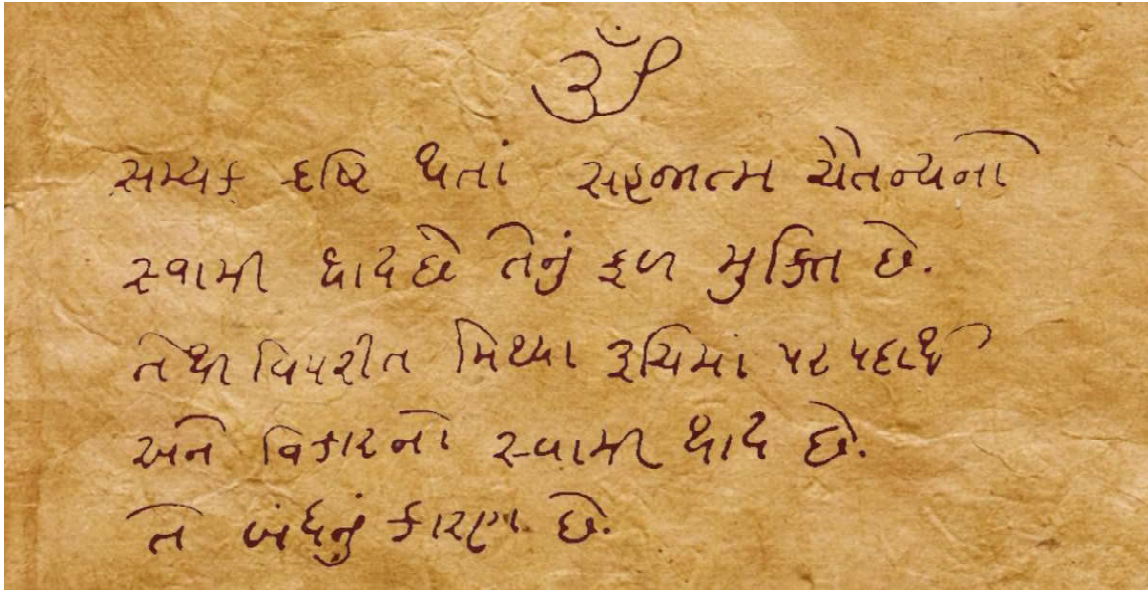 ૐ
સમ્યક દૃષ્ટિ થતાં સહજાત્મ ચૈતન્યનો
સ્વામી થાય છે તેનું ફળ મુક્તિ છે.
તેથી વિપરીત મિથ્યા રૂચિમાં પર પદાર્થ
અને વિકારનો સ્વામી થાય છે.
તે બંધનું કારણ છે.